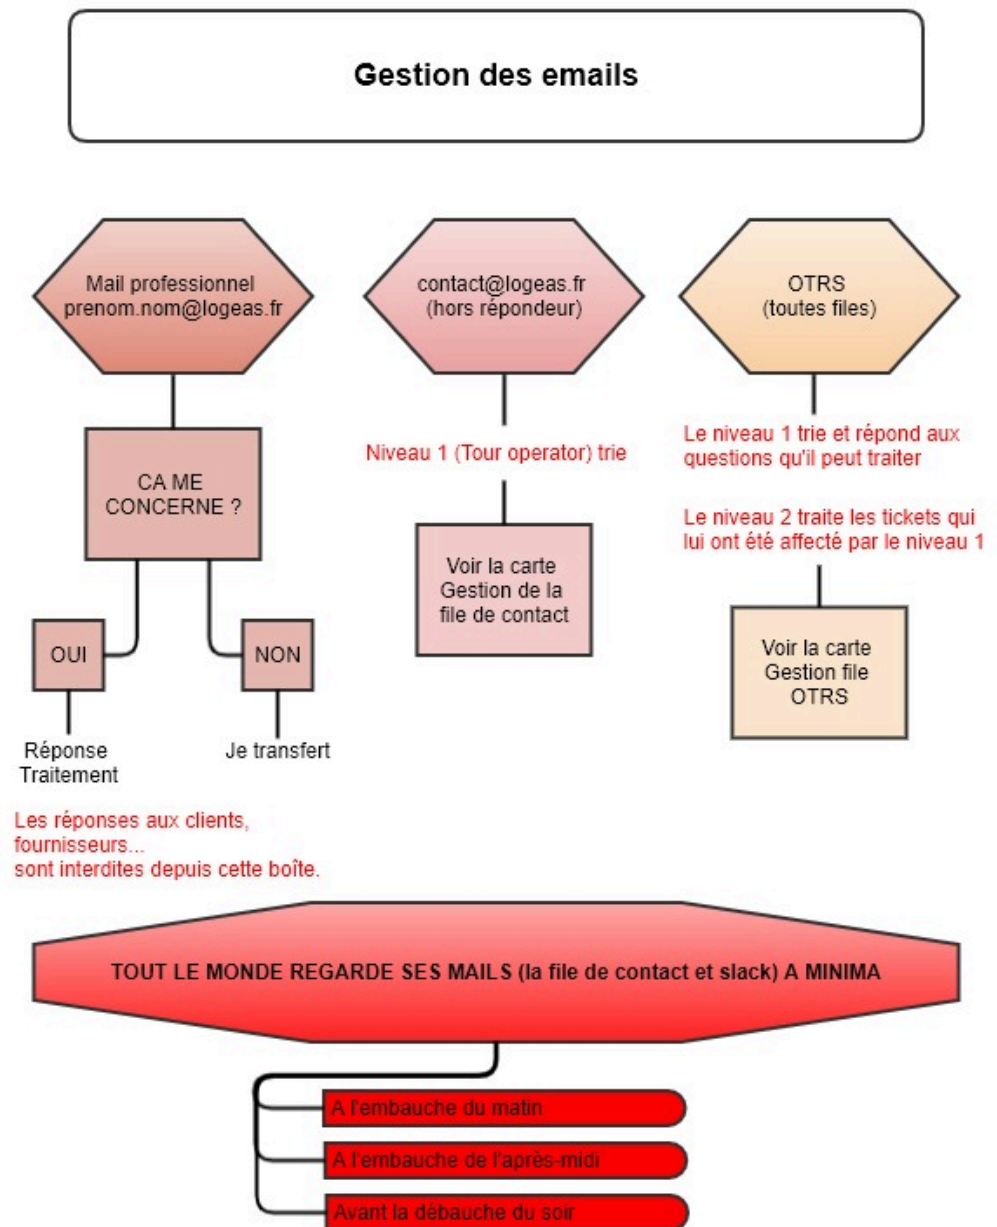 Gestion des emails
Mail professionnel
prenom.nom@logeas.fr
contact@logeas.fr
(hors répondeur)
OTRS
(toutes files)
CA ME
CONCERNE ?
OUI
NON
Réponse
Traitement
Je transfert
Les réponses aux clients,
fournisseurs...
sont interdites depuis cette boîte.
Niveau 1 (Tour operator) trie
Voir la carte
Gestion de la
file de contact
Le niveau 1 trie et répond aux
questions qu'il peut traiter
Le niveau 2 traite les tickets qui
lui ont été affecté par le niveau 1
Voir la carte
Gestion file
OTRS
TOUT LE MONDE REGARDE SES MAILS (la file de contact et slack) A MINIMA
A l'embauche du matin
A l'embauche de l'après-midi
Avant la débauche du soir